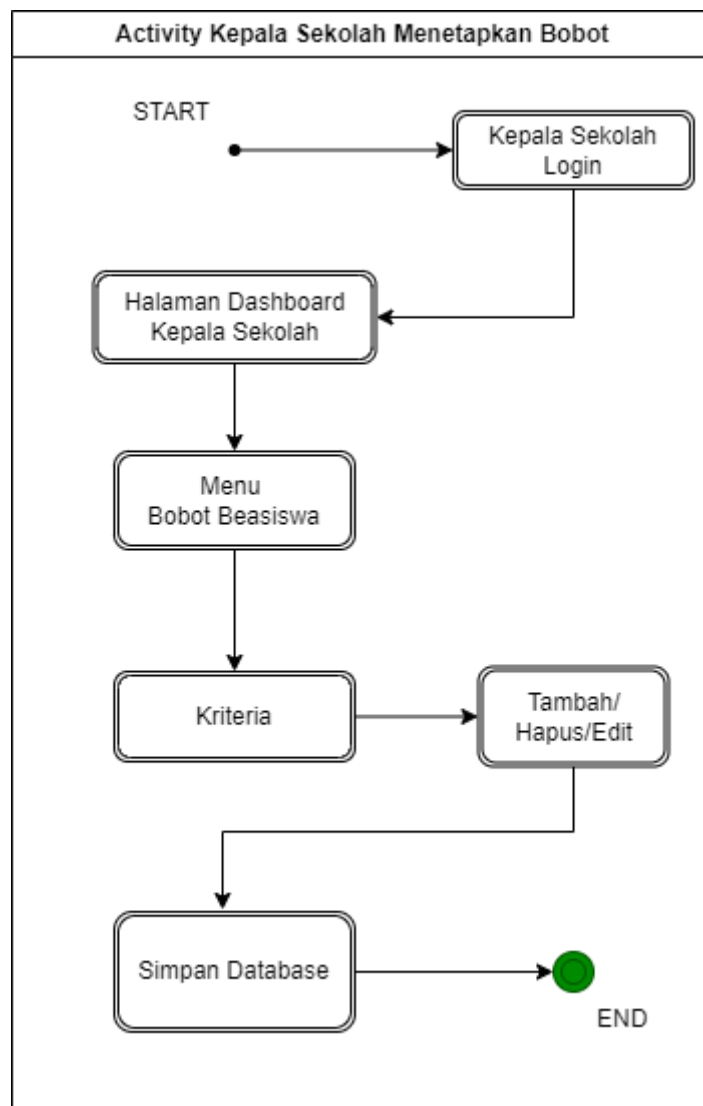 Activity Kepala Sekolah Menetapkan Bobot
START
Kepala Sekolah
Login
Halaman Dashboard
Kepala Sekolah
Menu
Bobot Beasiswa
Kriteria
Tambah/
Hapus/Edit
Simpan Database
END